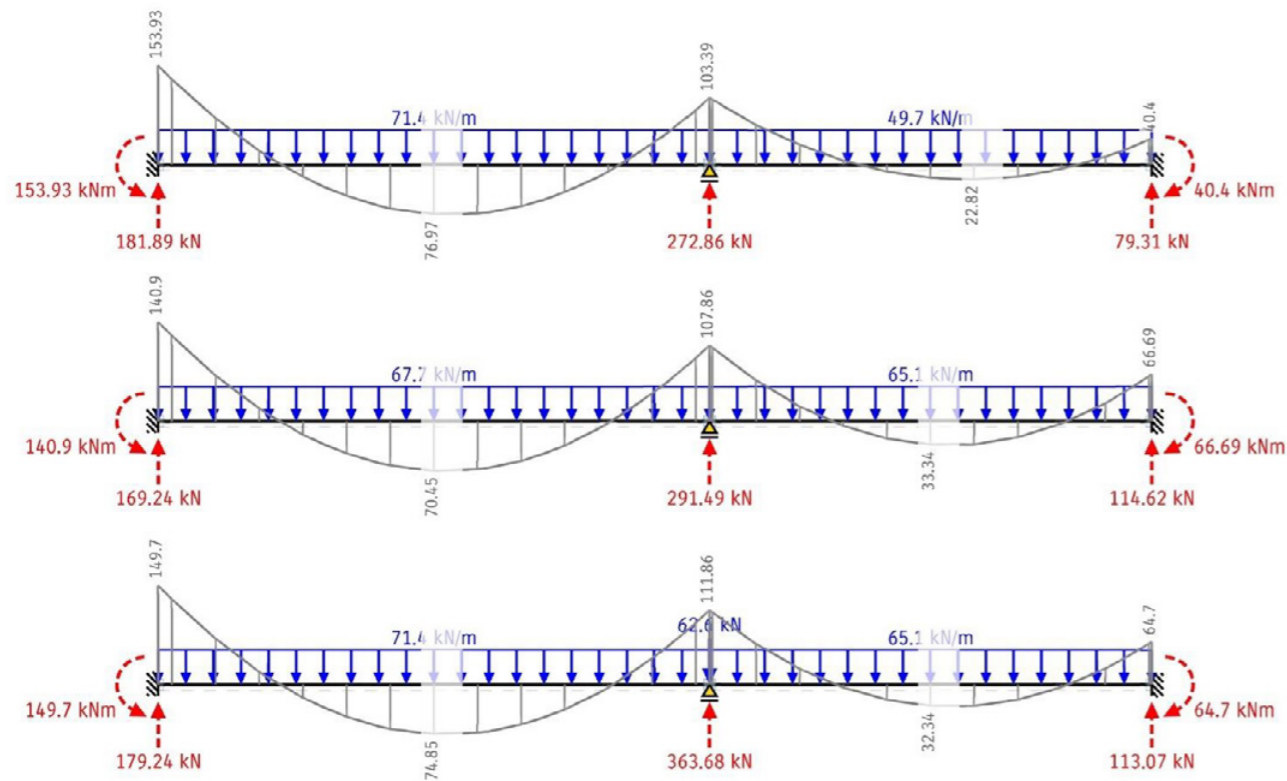 153.93
103.39
71.4 kN/m
49.7 kN/m
40.4
153.93 kNm
40.4 kNm
76.97
22.82
181.89 kN
272.86 kN
79.31 kN
140.9
107.86
66.69
67.7 kN/m
65.1 kN/m
140.9 kNm
66.69 kNm
70.45
33.34
169.24 kN
291.49 kN
114.62 kN
149.7
111.86
64.7
62.6 kN
71.4 kN/m
65.1 kN/m
149.7 kNm
64.7 kNm
74.85
32.34
179.24 kN
363.68 kN
113.07 kN